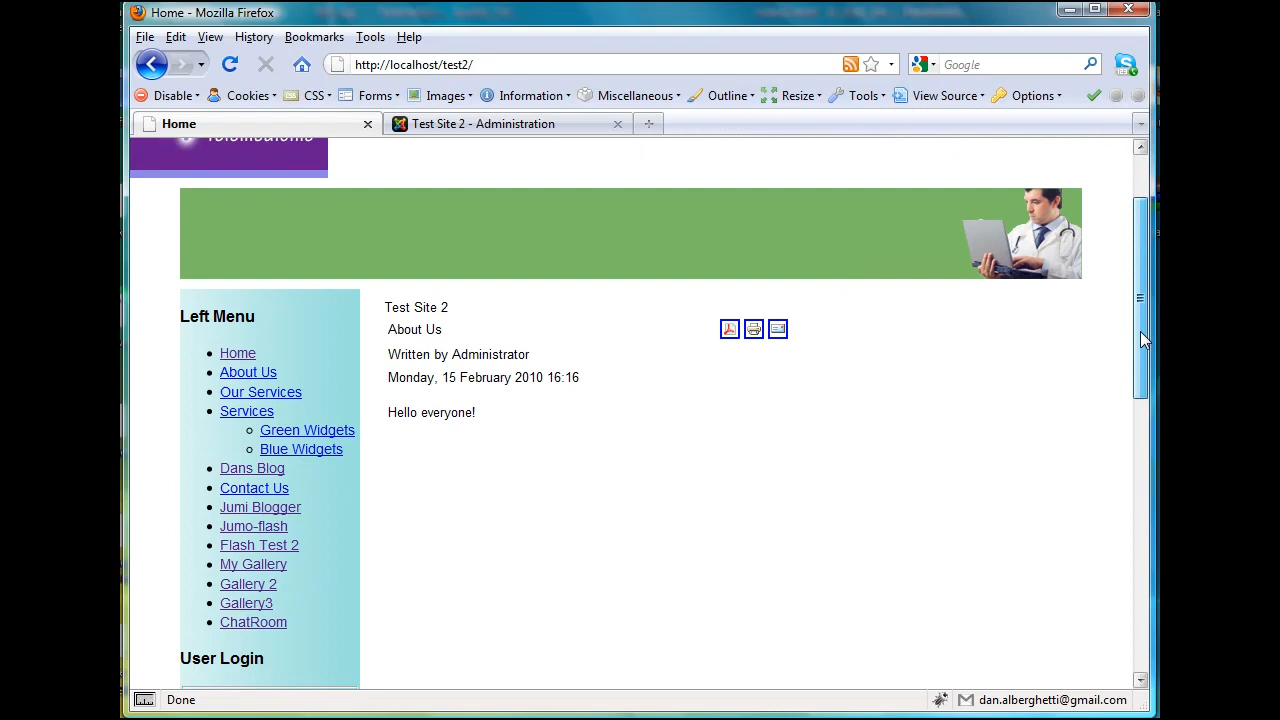 Home - Mozilla Firefox
File Edit View History Bookmarks Tools Help
http://localhost/test2/ Google
Disable Cookies CSS Forms Images Information Miscellaneous Outline Resize Tools View Source Options
Home Test Site 2 - Administration
Left Menu
Home
About Us
Our Services
Services
Green Widgets
Blue Widgets
Dans Blog
Contact Us
Jumi Blogger
Jumo-flash
Flash Test 2
My Gallery
Gallery 2
Gallery3
ChatRoom
User Login
Test Site 2
About Us
Written by Administrator
Monday, 15 February 2010 16:16
Hello everyone!
Done dan.alberghetti@gmail.com